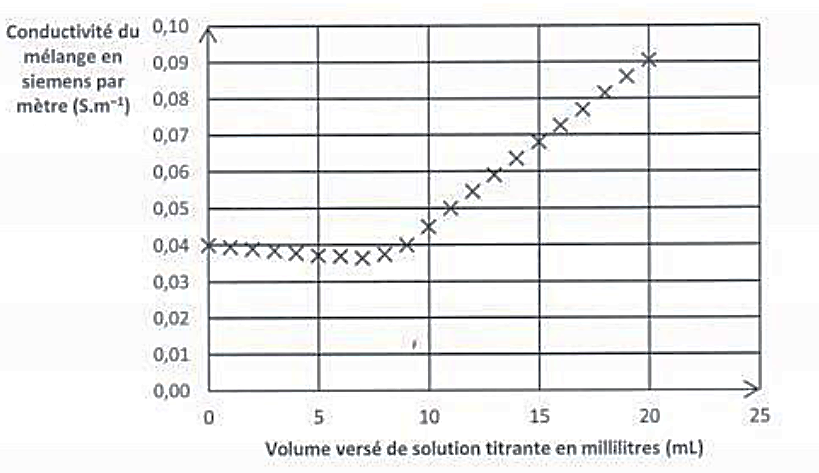 Conductivité du
mélange en
siemens par
mètre (S.m⁻¹)
0,10
0,09
0,08
0,07
0,06
0,05
0,04
0,03
0,02
0,01
0,00
0 5 10 15 20 25
Volume versé de solution titrante en millilitres (mL)